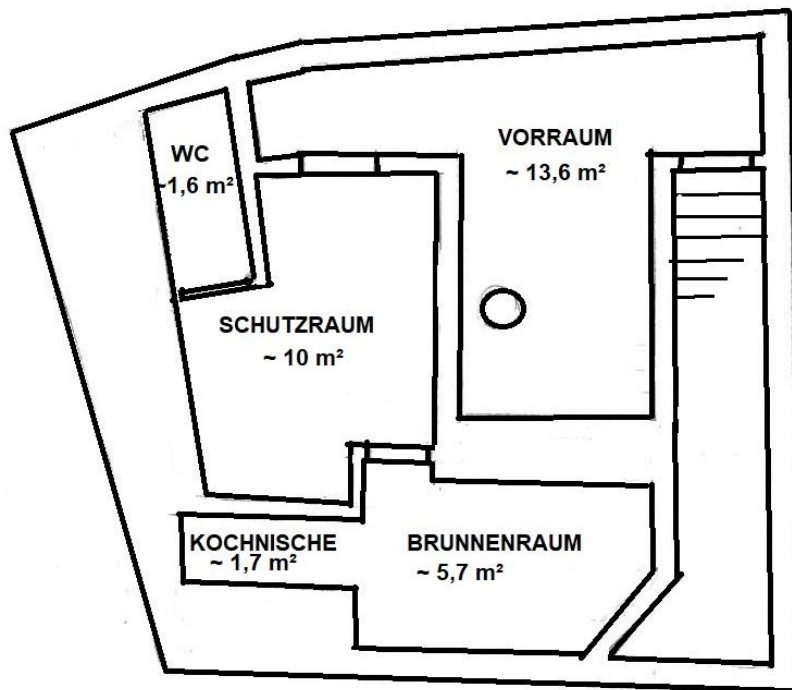 VORRAUM
~ 13,6 m²
WC
~1,6 m²
SCHUTZRAUM
~ 10 m²
KOCHNISCHE
~ 1,7 m²
BRUNNENRAUM
~ 5,7 m²